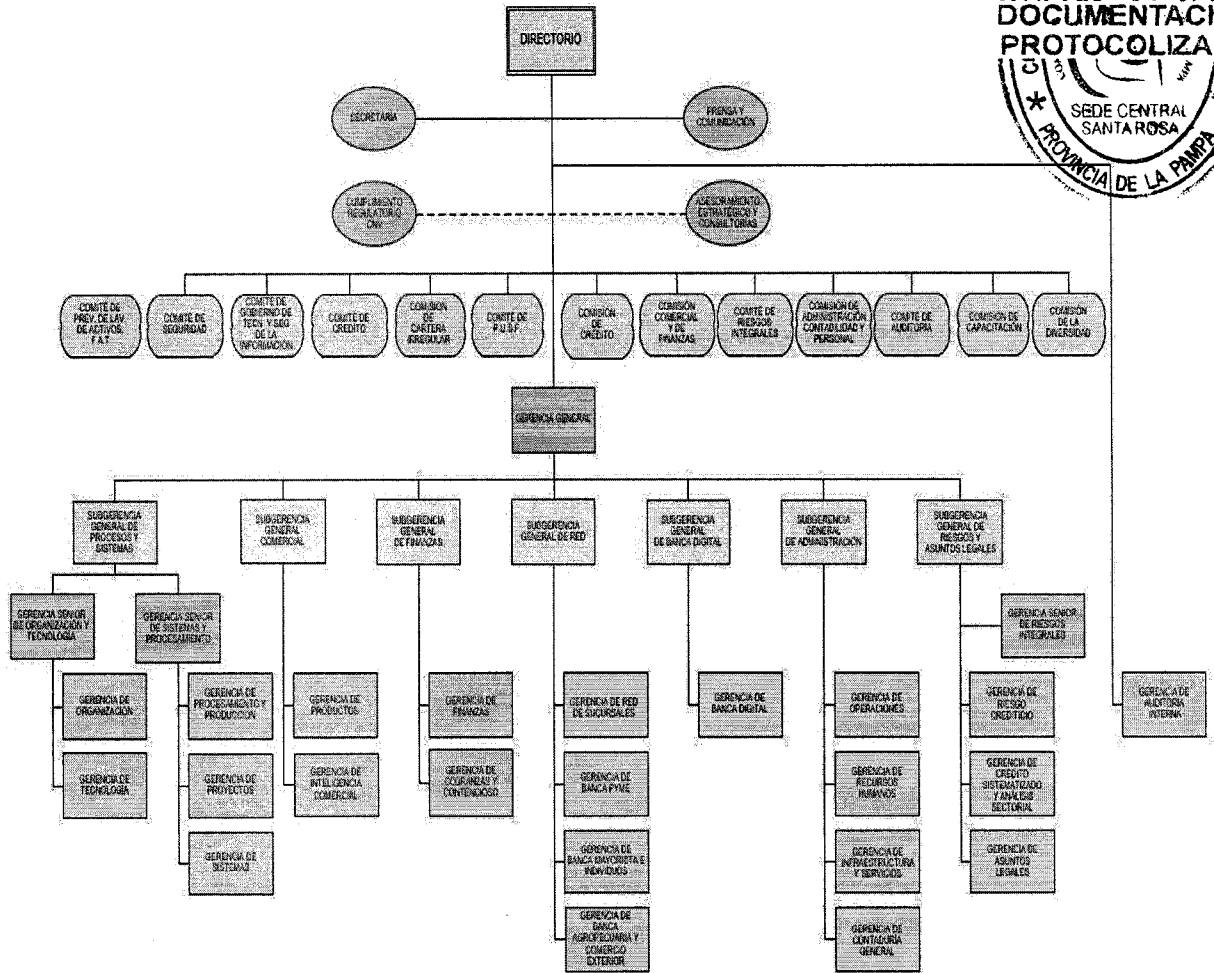 DOCUMENTACI
PROTOCOLIZA
SEDE CENTRAL
SANTA ROSA
PROVINCIA DE LA PAMPA
DIRECTORIO
SECRETARIA
PRENSA Y
COMUNICACIÓN
CUMPLIMIENTO
REGULATORIO
CNV
ASESORAMIENTO
ESTRATÉGICO Y
CONSULTORIAS
COMITÉ DE
PREV. DE LAV.
DE ACTIVOS,
F.A.T.
COMITÉ DE
SEGURIDAD
COMITÉ DE
GOBIERNO DE
TECN. Y SEG.
DE LA
INFORMACIÓN
COMITÉ DE
CRÉDITO
COMISIÓN
DE
CARTERA
IRREGULAR
COMITÉ DE
P.U.S.F.
COMISIÓN
DE
CRÉDITO
COMISIÓN
COMERCIAL
Y DE
FINANZAS
COMITÉ DE
RIESGOS
INTEGRALES
COMISIÓN DE
ADMINISTRACIÓN
CONTABILIDAD Y
PERSONAL
COMITÉ DE
AUDITORIA
COMISIÓN DE
CAPACITACIÓN
COMISIÓN
DE LA
DIVERSIDAD
GERENCIA GENERAL
SUBGERENCIA
GENERAL DE
PROCESOS Y
SISTEMAS
SUBGERENCIA
GENERAL
COMERCIAL
SUBGERENCIA
GENERAL
DE FINANZAS
SUBGERENCIA
GENERAL DE RED
SUBGERENCIA
GENERAL
DE BANCA DIGITAL
SUBGERENCIA
GENERAL
DE ADMINISTRACIÓN
SUBGERENCIA
GENERAL DE
RIESGOS Y
ASUNTOS LEGALES
GERENCIA SENIOR
DE ORGANIZACIÓN Y
TECNOLOGÍA
GERENCIA SENIOR
DE SISTEMAS Y
PROCESAMIENTO
GERENCIA SENIOR
DE RIESGOS
INTEGRALES
GERENCIA DE
ORGANIZACIÓN
GERENCIA DE
PROCESAMIENTO Y
PRODUCCIÓN
GERENCIA DE
PRODUCTOS
GERENCIA DE
FINANZAS
GERENCIA DE RED
DE SUCURSALES
GERENCIA DE
BANCA DIGITAL
GERENCIA DE
OPERACIONES
GERENCIA DE
RIESGO
CREDITICIO
GERENCIA DE
AUDITORIA
INTERNA
GERENCIA DE
TECNOLOGÍA
GERENCIA DE
PROYECTOS
GERENCIA DE
INTELIGENCIA
COMERCIAL
GERENCIA DE
COBRANZAS Y
CONTENCIOSO
GERENCIA DE
BANCA PYME
GERENCIA DE
RECURSOS
HUMANOS
GERENCIA DE
CRÉDITO
SISTEMATIZADO
Y ANÁLISIS
SECTORIAL
GERENCIA DE
SISTEMAS
GERENCIA DE
BANCA MAYORISTA E
INDIVIDUOS
GERENCIA DE
INFRAESTRUCTURA
Y SERVICIOS
GERENCIA DE
ASUNTOS
LEGALES
GERENCIA DE
BANCA
AGROPECUARIA Y
COMERCIO
EXTERIOR
GERENCIA DE
CONTADURÍA
GENERAL